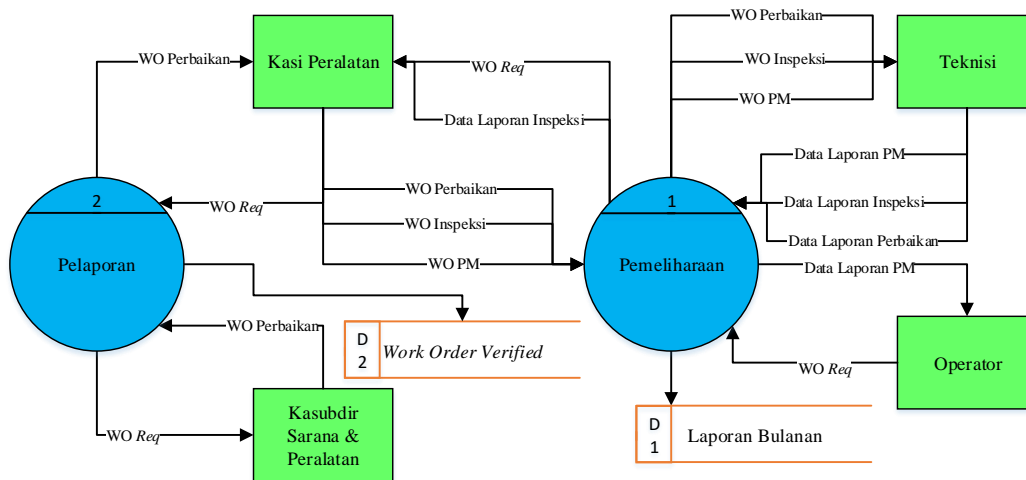 WO Perbaikan
Kasi Peralatan
WO Req
Data Laporan Inspeksi
WO Perbaikan
WO Inspeksi
WO PM
Teknisi
Data Laporan PM
Data Laporan Inspeksi
Data Laporan Perbaikan
2
Pelaporan
WO Req
WO Perbaikan
WO Inspeksi
WO PM
1
Pemeliharaan
Data Laporan PM
WO Perbaikan
D
2
Work Order Verified
WO Req
Operator
WO Req
Kasubdir
Sarana &
Peralatan
D
1
Laporan Bulanan